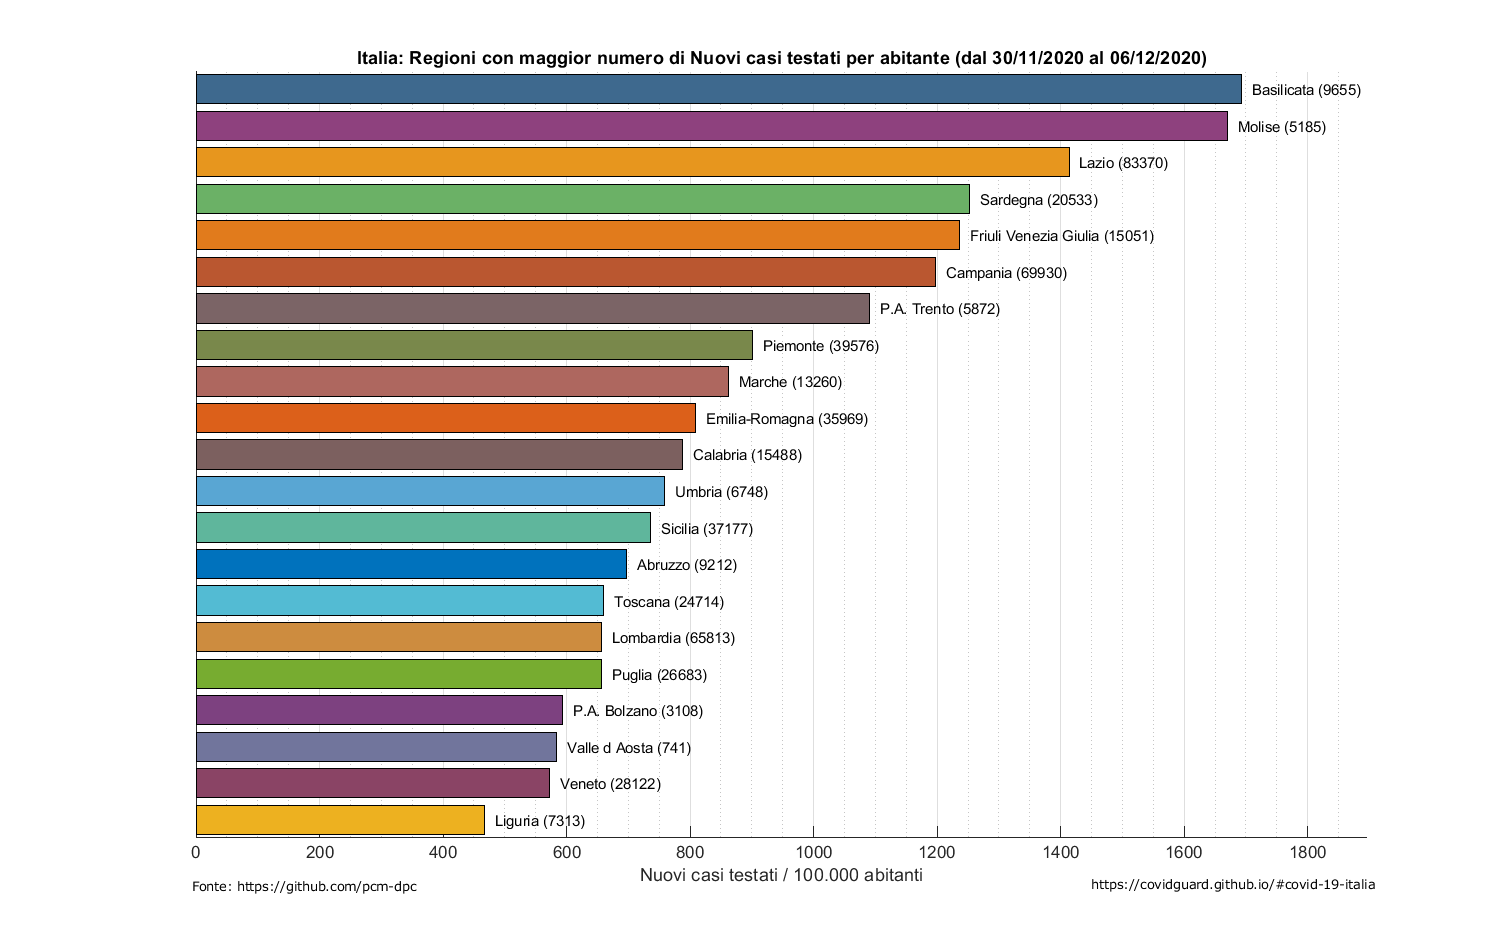 Italia: Regioni con maggior numero di Nuovi casi testati per abitante (dal 30/11/2020 al 06/12/2020)
Basilicata (9655)
Molise (5185)
Lazio (83370)
Sardegna (20533)
Friuli Venezia Giulia (15051)
Campania (69930)
P.A. Trento (5872)
Piemonte (39576)
Marche (13260)
Emilia-Romagna (35969)
Calabria (15488)
Umbria (6748)
Sicilia (37177)
Abruzzo (9212)
Toscana (24714)
Lombardia (65813)
Puglia (26683)
P.A. Bolzano (3108)
Valle d Aosta (741)
Veneto (28122)
Liguria (7313)
0 200 400 600 800 1000 1200 1400 1600 1800
Nuovi casi testati / 100.000 abitanti
Fonte: https://github.com/pcm-dpc
https://covidguard.github.io/#covid-19-italia